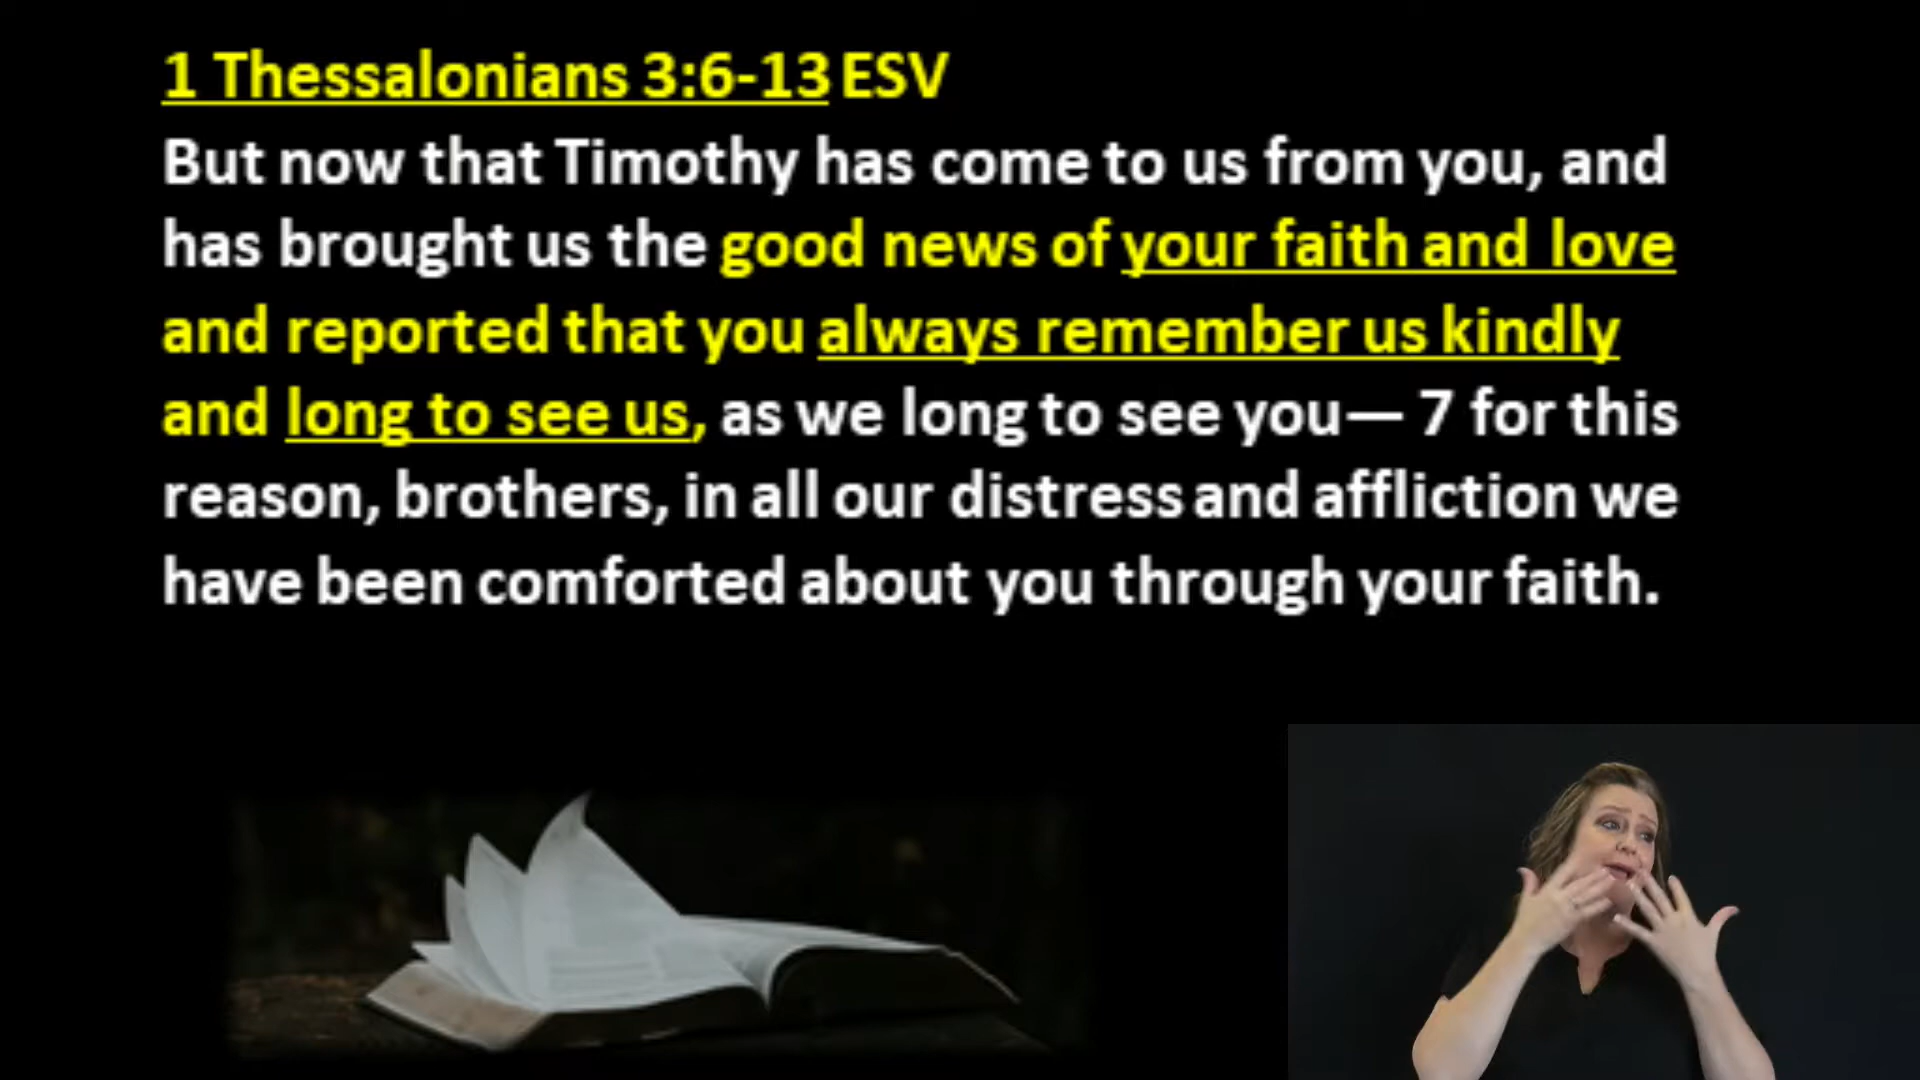 1 Thessalonians 3:6-13 ESV
But now that Timothy has come to us from you, and
has brought us the good news of your faith and love
and reported that you always remember us kindly
and long to see us, as we long to see you— 7 for this
reason, brothers, in all our distress and affliction we
have been comforted about you through your faith.